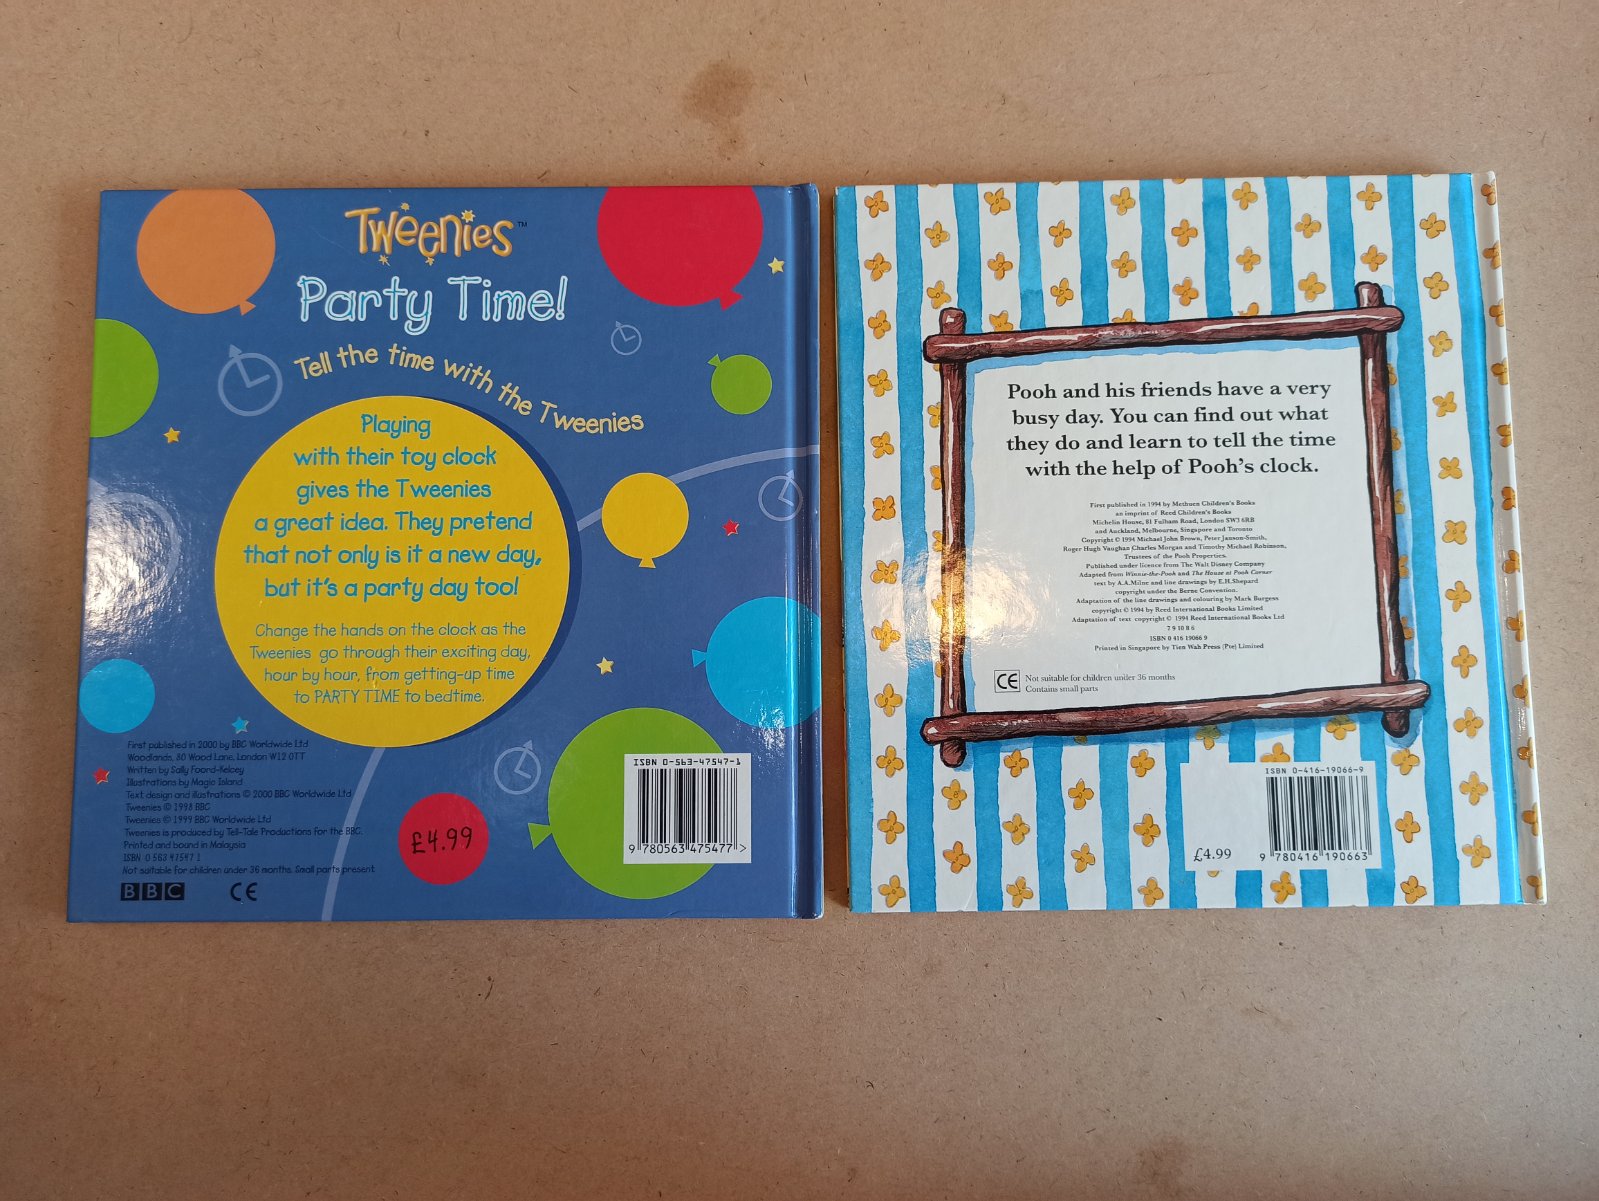 Tweenies™
Party Time!
Tell the time with the Tweenies
Playing
with their toy clock
gives the Tweenies
a great idea. They pretend
that not only is it a new day,
but it's a party day too!
Change the hands on the clock as the
Tweenies go through their exciting day,
hour by hour, from getting-up time
to PARTY TIME to bedtime.
First published in 2000 by BBC Worldwide Ltd
Woodlands, 80 Wood Lane, London W12 0TT
Written by Sally Foord-Kelcey
Illustrations by Magic Island
Text design and illustrations © 2000 BBC Worldwide Ltd
Tweenies © 1998 BBC
Tweenies © 1999 BBC Worldwide Ltd
Tweenies is produced by Tell-Tale Productions for the BBC.
Printed and bound in Malaysia
ISBN 0 563 47547 1
Not suitable for children under 36 months. Small parts present
BBC CE
£4.99
ISBN 0-563-47547-1
9 780563 475477 >
Pooh and his friends have a very
busy day. You can find out what
they do and learn to tell the time
with the help of Pooh's clock.
First published in 1994 by Methuen Children's Books
an imprint of Reed Children's Books
Michelin House, 81 Fulham Road, London SW3 6RB
and Auckland, Melbourne, Singapore and Toronto
Copyright © 1994 Michael John Brown, Peter Janson-Smith,
Roger Hugh Vaughan Charles Morgan and Timothy Michael Robinson,
Trustees of the Pooh Properties.
Published under licence from The Walt Disney Company
Adapted from Winnie-the-Pooh and The House at Pooh Corner
text by A.A.Milne and line drawings by E.H.Shepard
copyright under the Berne Convention.
Adaptation of the line drawings and colouring by Mark Burgess
copyright © 1994 by Reed International Books Limited
Adaptation of text copyright © 1994 Reed International Books Ltd
7 9 10 8 6
ISBN 0 416 19066 9
Printed in Singapore by Tien Wah Press (Pte) Limited
CE Not suitable for children under 36 months
Contains small parts
ISBN 0-416-19066-9
£4.99
9 780416 190663